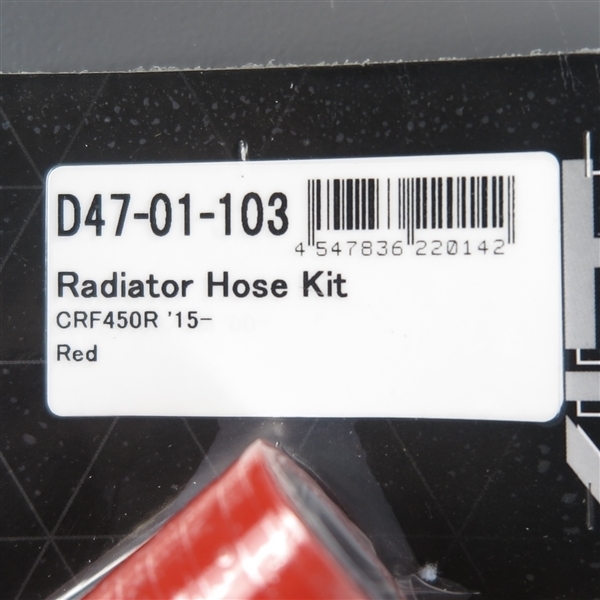 D47-01-103
4 547836 220142
Radiator Hose Kit
CRF450R '15-
Red